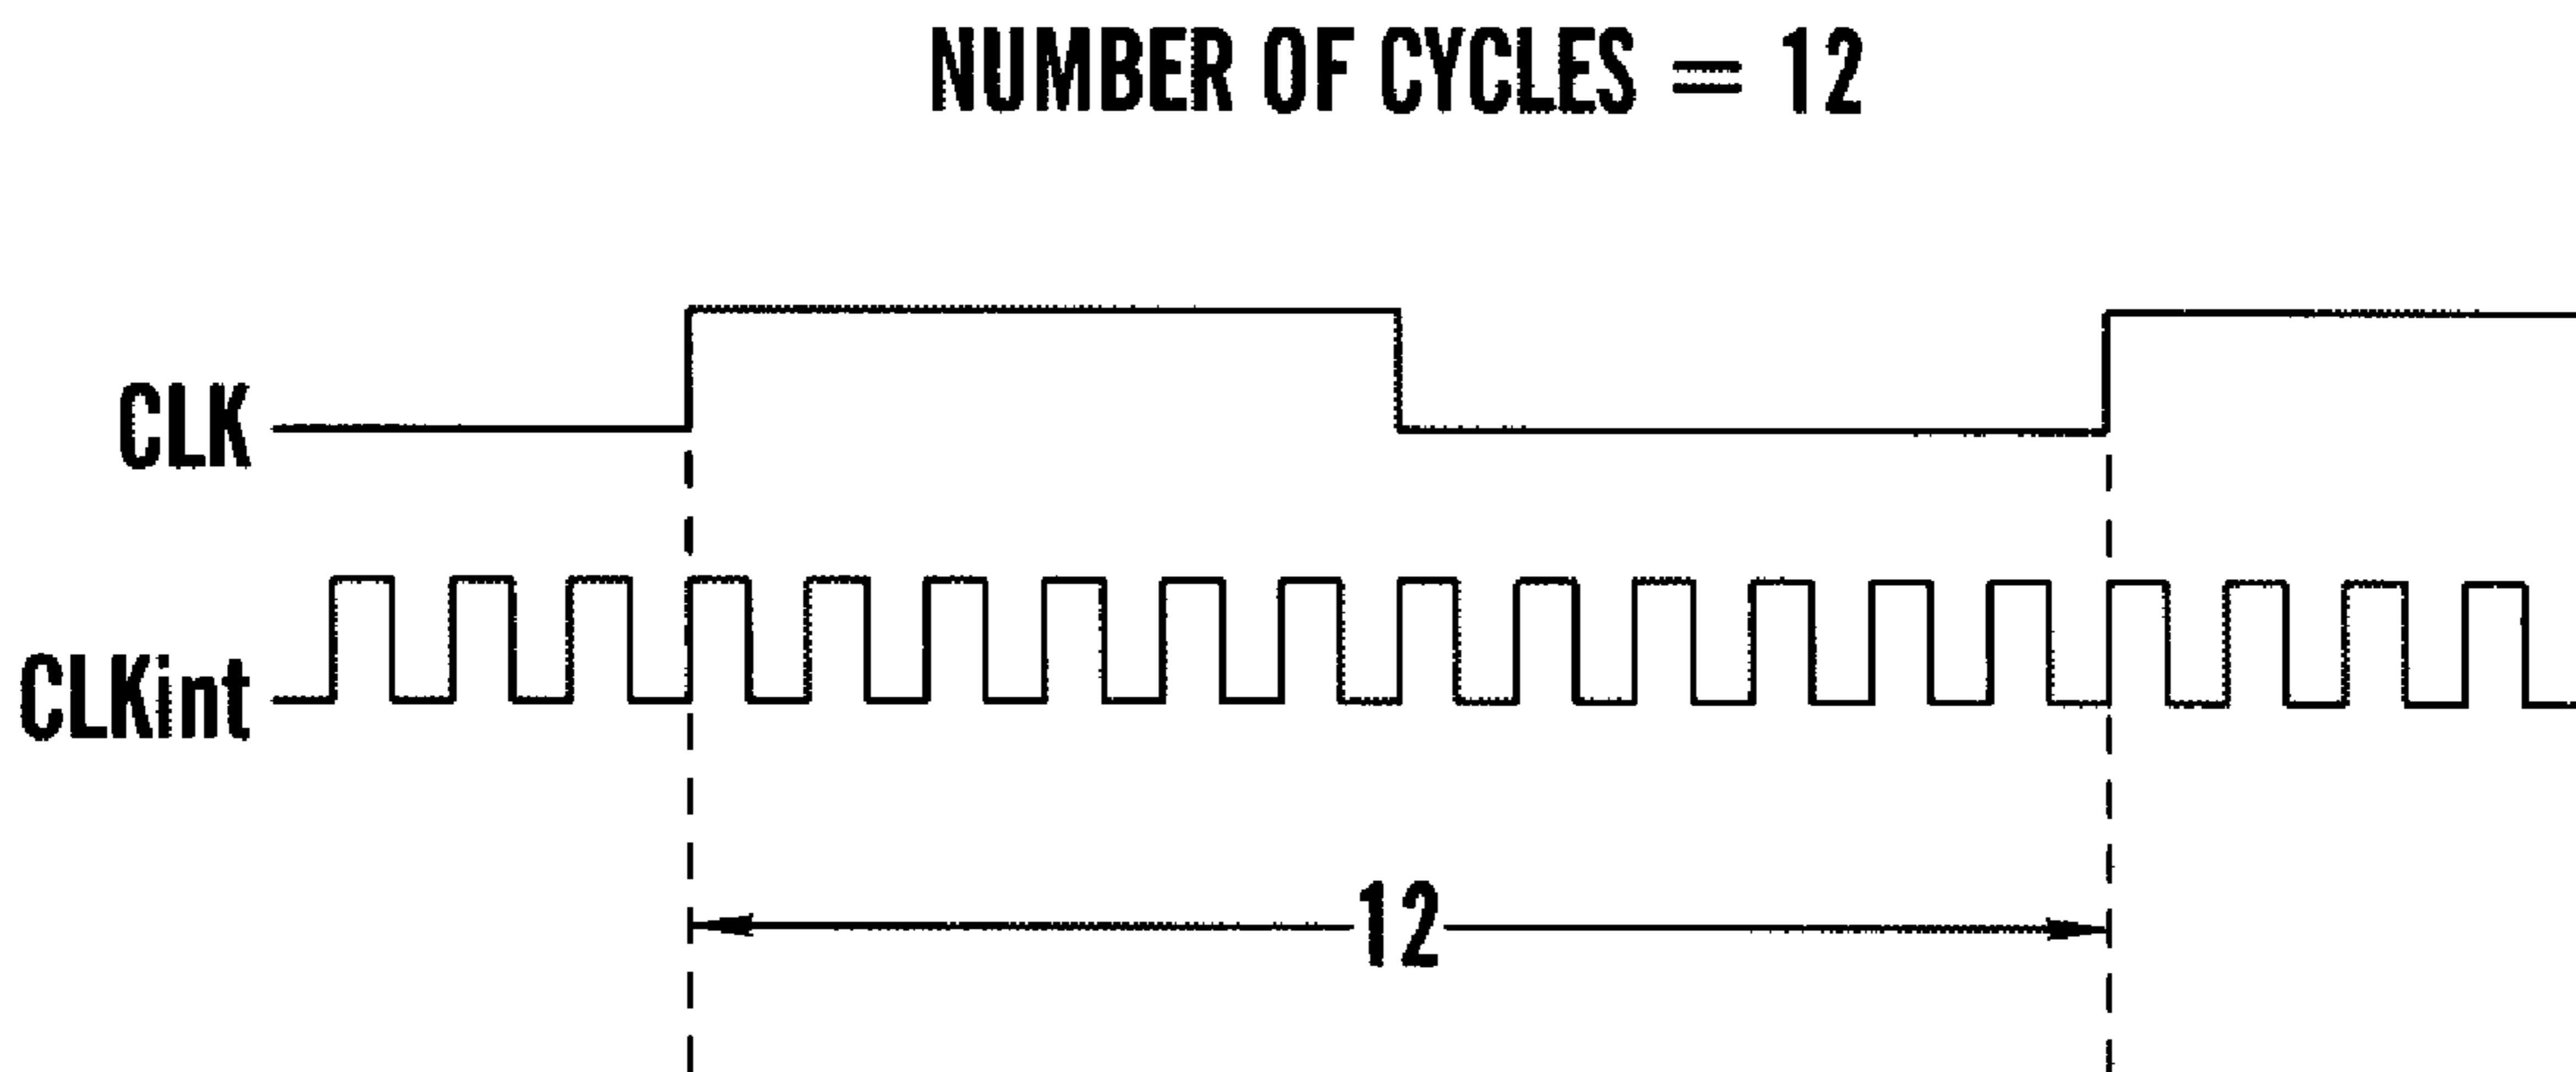 NUMBER OF CYCLES = 12
CLK
CLKint
12